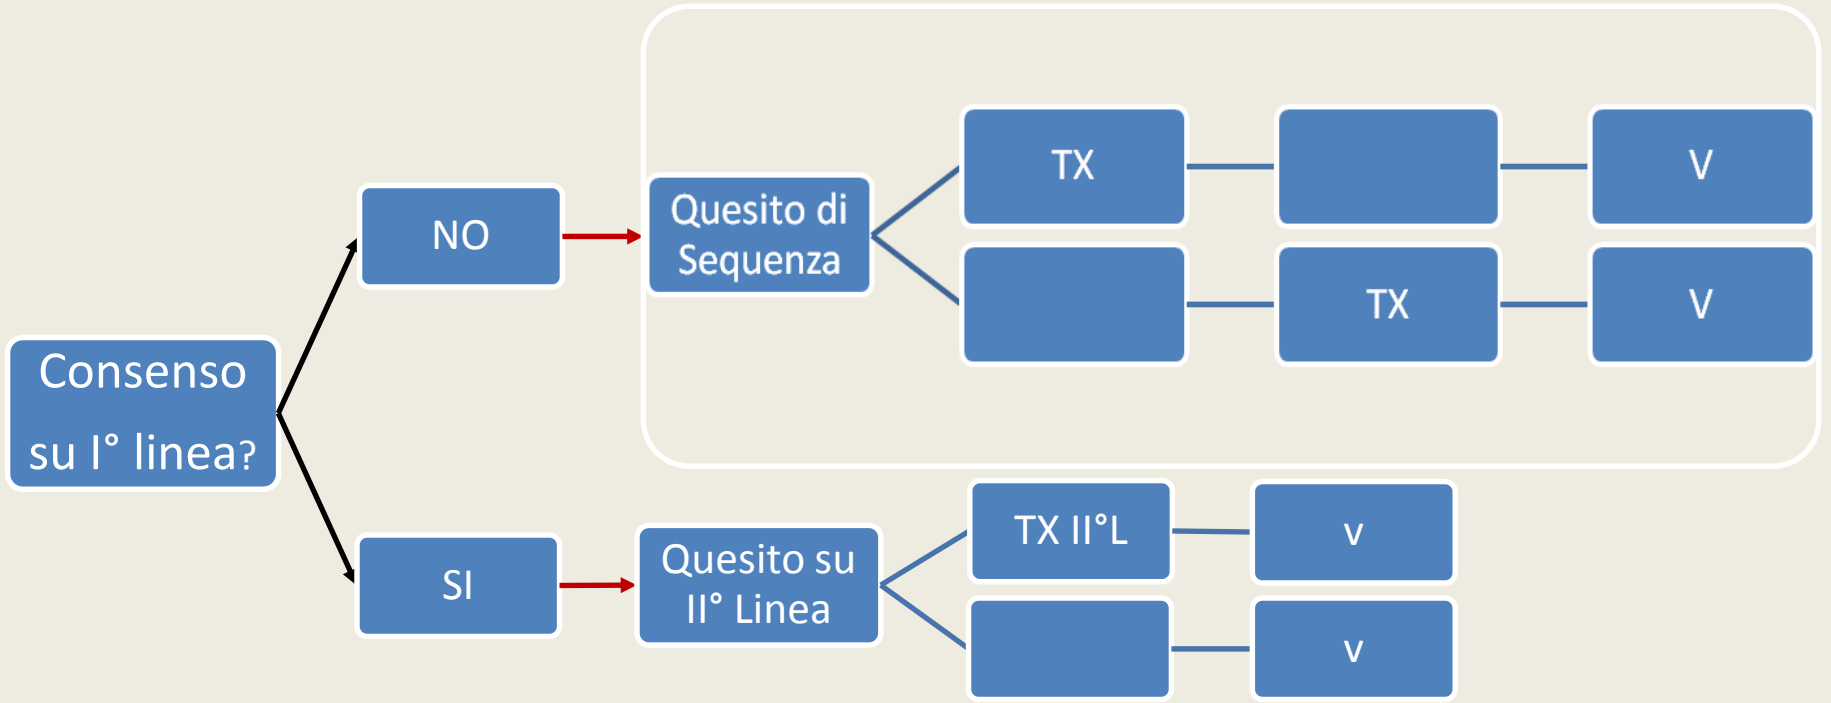 Consenso
su I° linea?
NO
Quesito di
Sequenza
TX
V
TX
V
SI
Quesito su
II° Linea
TX II°L
v
v